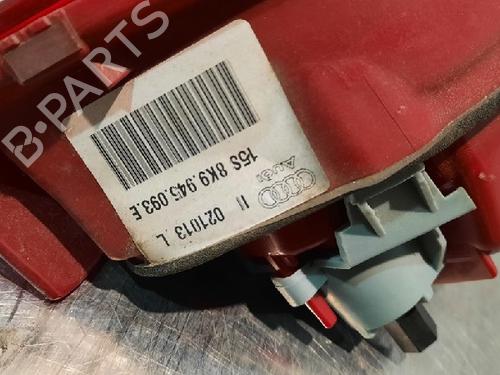 B-PARTS
Audi
II 021013 L
15S 8K9.945.093.E